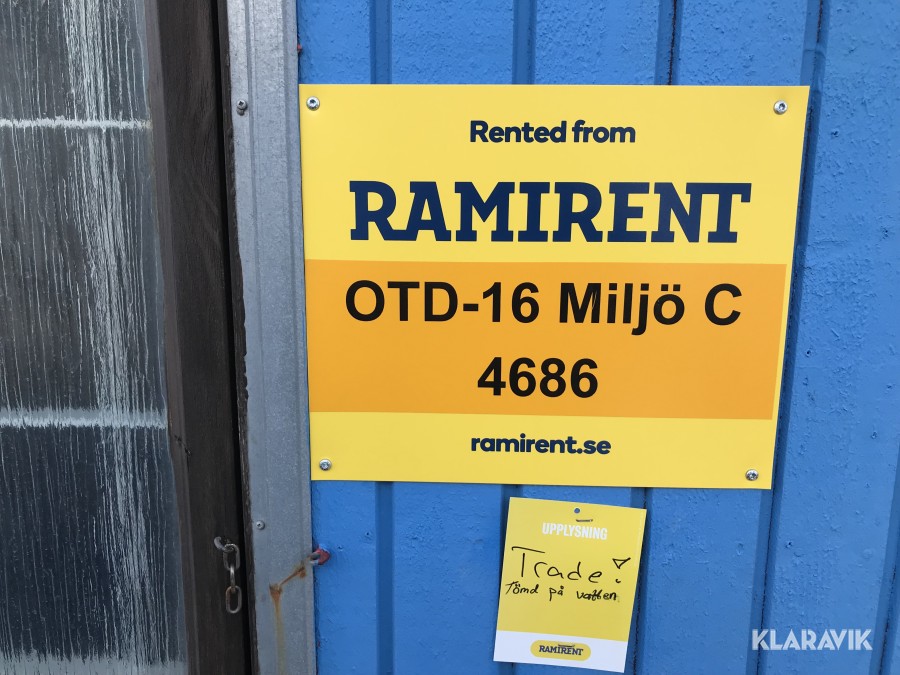 Rented from
RAMIRENT
OTD-16 Miljö C
4686
ramirent.se
UPPLYSNING
Trade!
Tömd på vatten
RAMIRENT
KLARAVIK